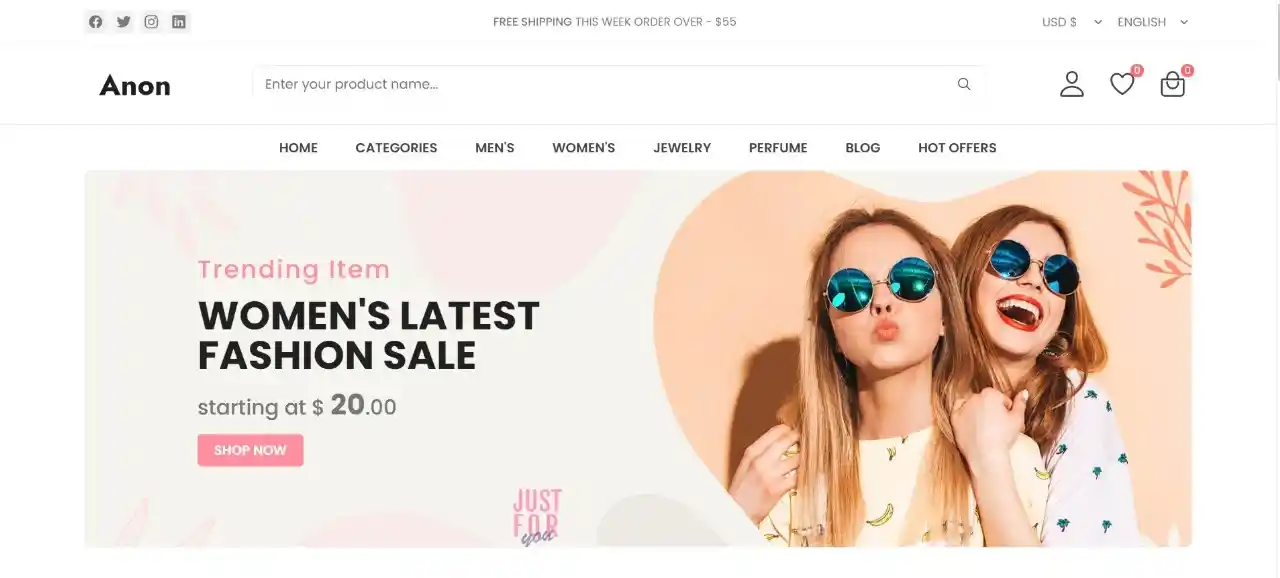 FREE SHIPPING THIS WEEK ORDER OVER - $55
USD $
ENGLISH
Anon
Enter your product name...
0
0
HOME CATEGORIES MEN'S WOMEN'S JEWELRY PERFUME BLOG HOT OFFERS
Trending Item
WOMEN'S LATEST
FASHION SALE
starting at $ 20.00
SHOP NOW
JUST
FOR
you